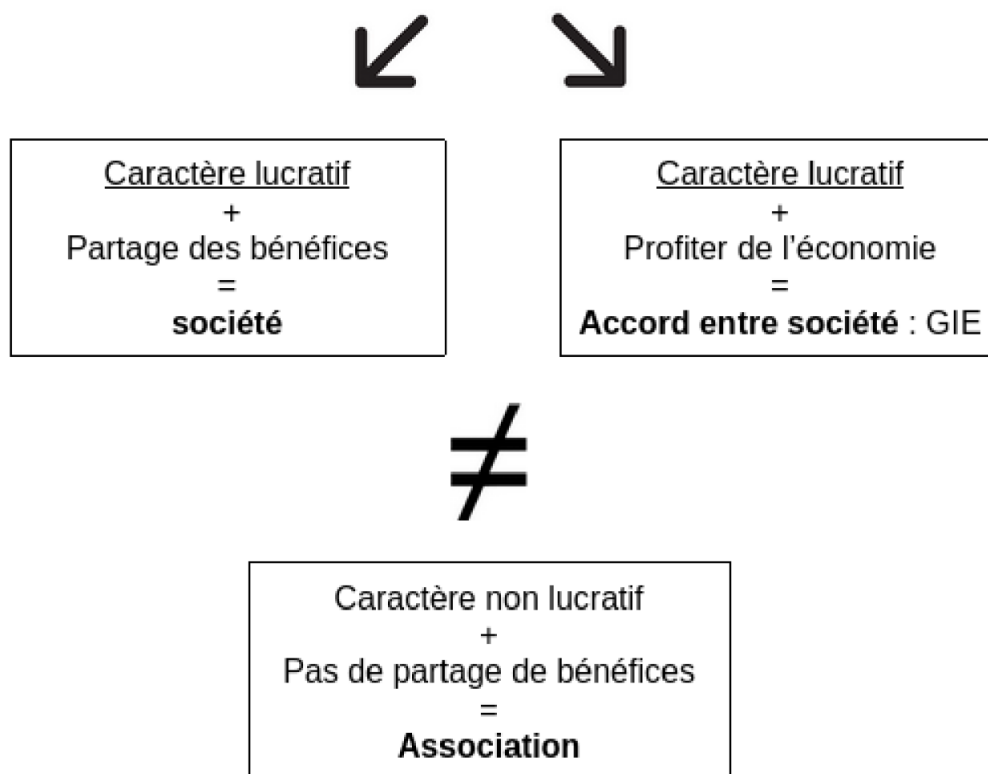 Caractère lucratif
+
Partage des bénéfices
=
société
Caractère lucratif
+
Profiter de l’économie
=
Accord entre société : GIE
≠
Caractère non lucratif
+
Pas de partage de bénéfices
=
Association